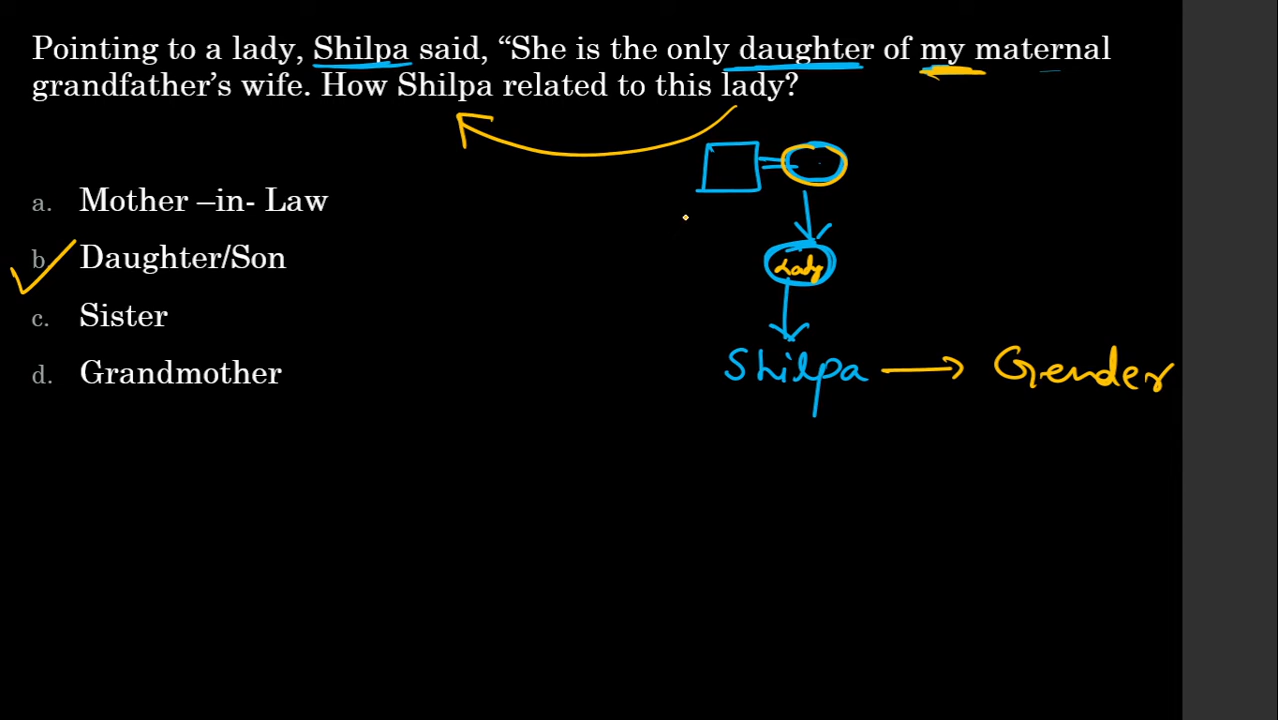 Pointing to a lady, Shilpa said, “She is the only daughter of my maternal
grandfather’s wife. How Shilpa related to this lady?
a. Mother –in- Law
b. Daughter/Son
c. Sister
d. Grandmother
Lady
Shilpa → Gender